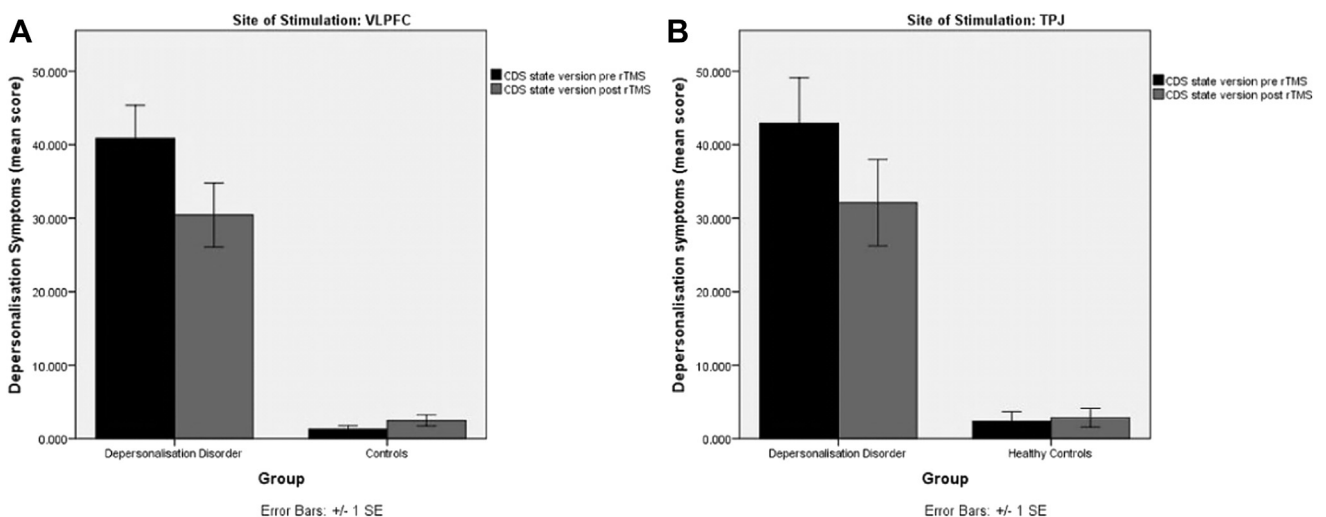 A
Site of Stimulation: VLPFC
Depersonalisation Symptoms (mean score)
50.000
40.000
30.000
20.000
10.000
0.000
CDS state version pre rTMS
CDS state version post rTMS
Depersonalisation Disorder
Controls
Group
Error Bars: +/- 1 SE
B
Site of Stimulation: TPJ
Depersonalisation symptoms (mean score)
50.000
40.000
30.000
20.000
10.000
0.000
CDS state version pre rTMS
CDS state version post rTMS
Depersonalisation Disorder
Healthy Controls
Group
Error Bars: +/- 1 SE